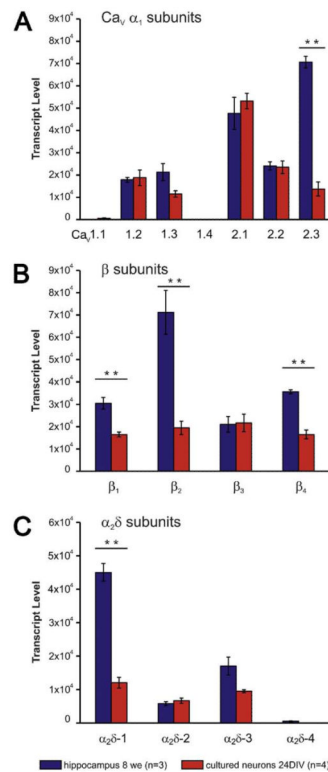 A Caᵥ α₁ subunits
Transcript Level
9x10⁴
8x10⁴
7x10⁴
6x10⁴
5x10⁴
4x10⁴
3x10⁴
2x10⁴
1x10⁴
0
* *
Caᵥ1.1 1.2 1.3 1.4 2.1 2.2 2.3
B β subunits
Transcript Level
9x10⁴
8x10⁴
7x10⁴
6x10⁴
5x10⁴
4x10⁴
3x10⁴
2x10⁴
1x10⁴
0
* * * * * *
β₁ β₂ β₃ β₄
C α₂δ subunits
Transcript Level
6x10⁴
5x10⁴
4x10⁴
3x10⁴
2x10⁴
1x10⁴
0
* *
α₂δ-1 α₂δ-2 α₂δ-3 α₂δ-4
hippocampus 8 we (n=3) cultured neurons 24DIV (n=4)